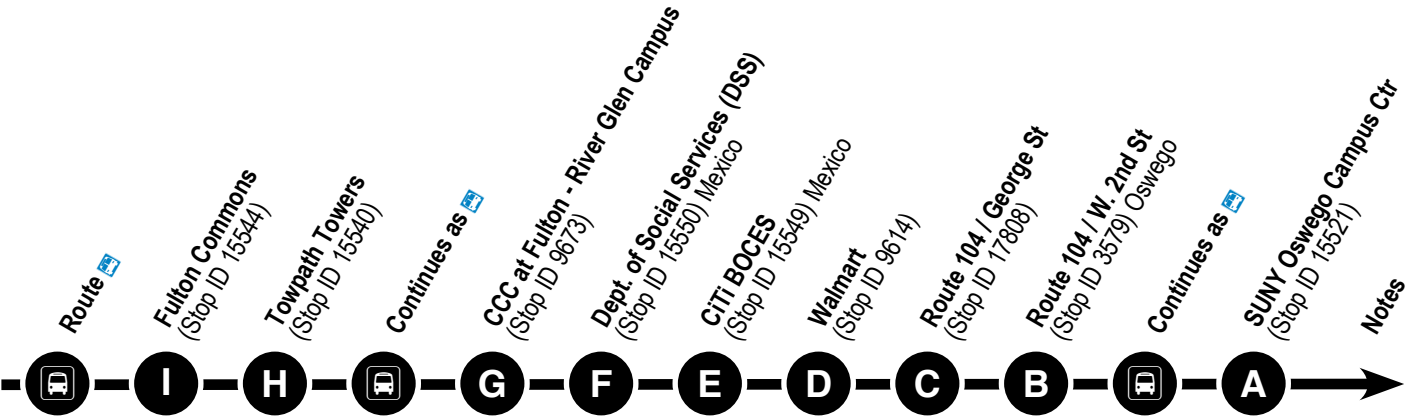 Route
Fulton Commons
(Stop ID 15544)
Towpath Towers
(Stop ID 15540)
Continues as
CCC at Fulton - River Glen Campus
(Stop ID 9673)
Dept. of Social Services (DSS)
(Stop ID 15550) Mexico
CiTi BOCES
(Stop ID 15549) Mexico
Walmart
(Stop ID 9614)
Route 104 / George St
(Stop ID 17808)
Route 104 / W. 2nd St
(Stop ID 3579) Oswego
Continues as
SUNY Oswego Campus Ctr
(Stop ID 15521)
Notes
I H G F E D C B A